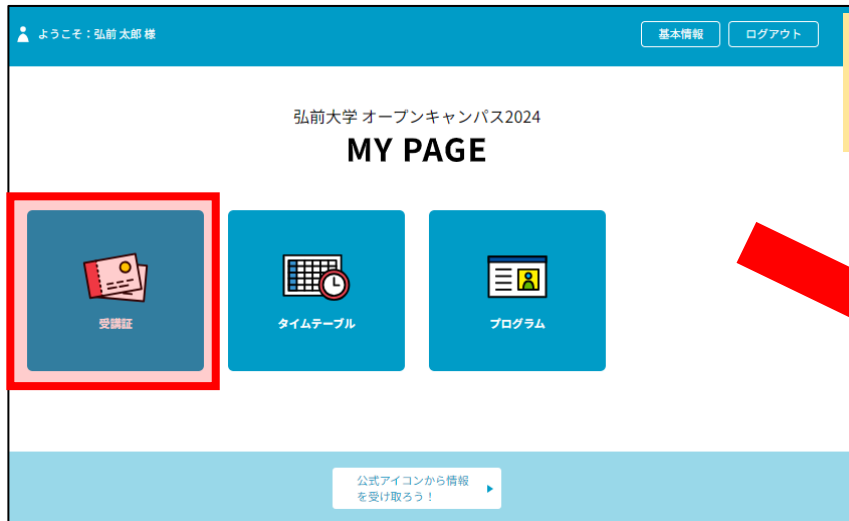 ようこそ：弘前 太郎 様
基本情報
ログアウト
弘前大学 オープンキャンパス2024
MY PAGE
受講証
タイムテーブル
プログラム
公式アイコンから情報
を受け取ろう！